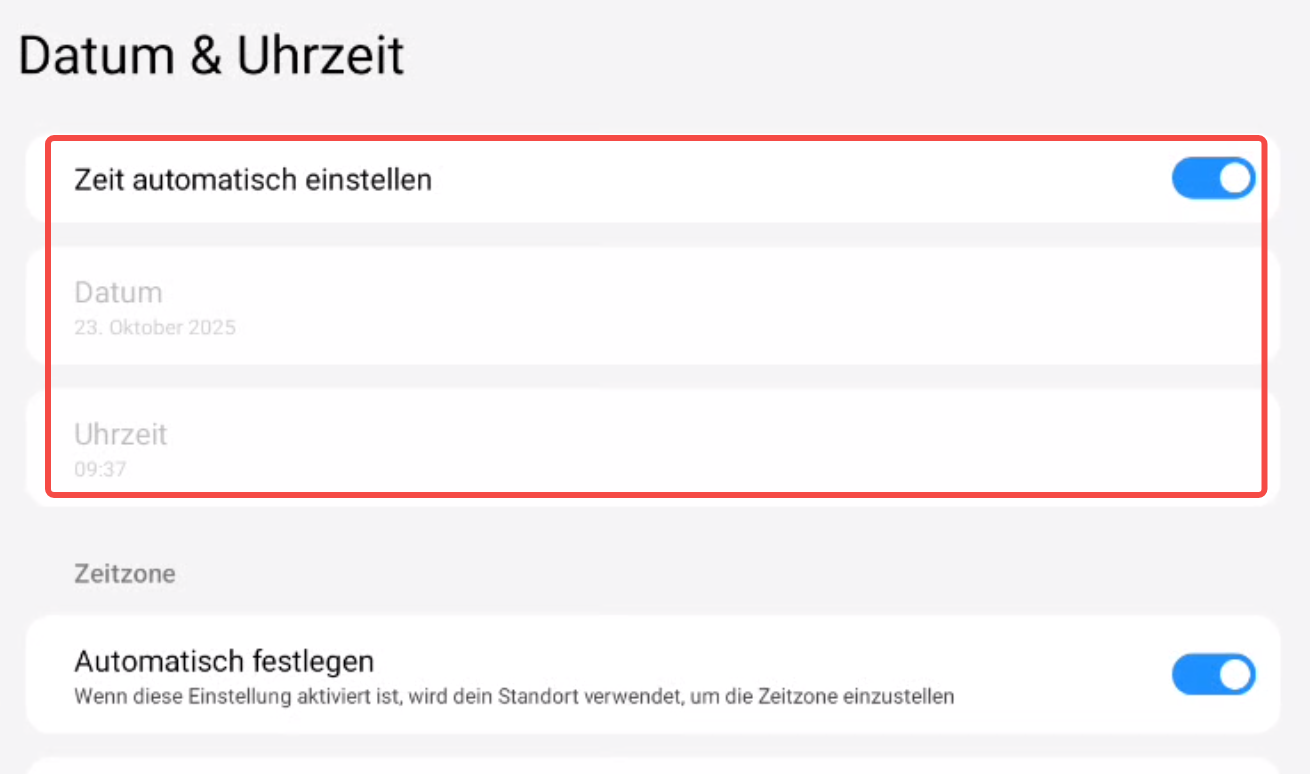 Datum & Uhrzeit
Zeit automatisch einstellen
Datum
23. Oktober 2025
Uhrzeit
09:37
Zeitzone
Automatisch festlegen
Wenn diese Einstellung aktiviert ist, wird dein Standort verwendet, um die Zeitzone einzustellen